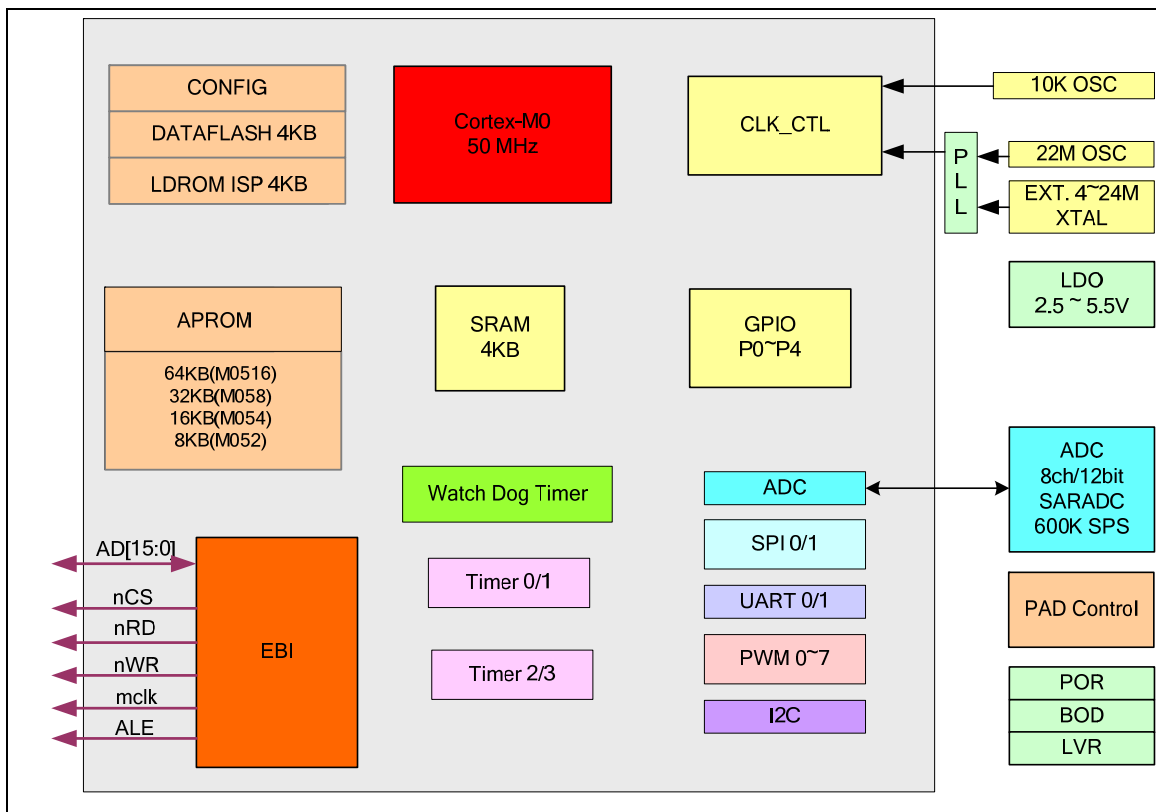 CONFIG
DATAFLASH 4KB
LDROM ISP 4KB
Cortex-M0
50 MHz
CLK_CTL
10K OSC
PLL
22M OSC
EXT. 4~24M
XTAL
LDO
2.5 ~ 5.5V
APROM
64KB(M0516)
32KB(M058)
16KB(M054)
8KB(M052)
SRAM
4KB
GPIO
P0~P4
Watch Dog Timer
Timer 0/1
Timer 2/3
ADC
SPI 0/1
UART 0/1
PWM 0~7
I2C
ADC
8ch/12bit
SARADC
600K SPS
PAD Control
POR
BOD
LVR
AD[15:0]
nCS
nRD
nWR
mclk
ALE
EBI